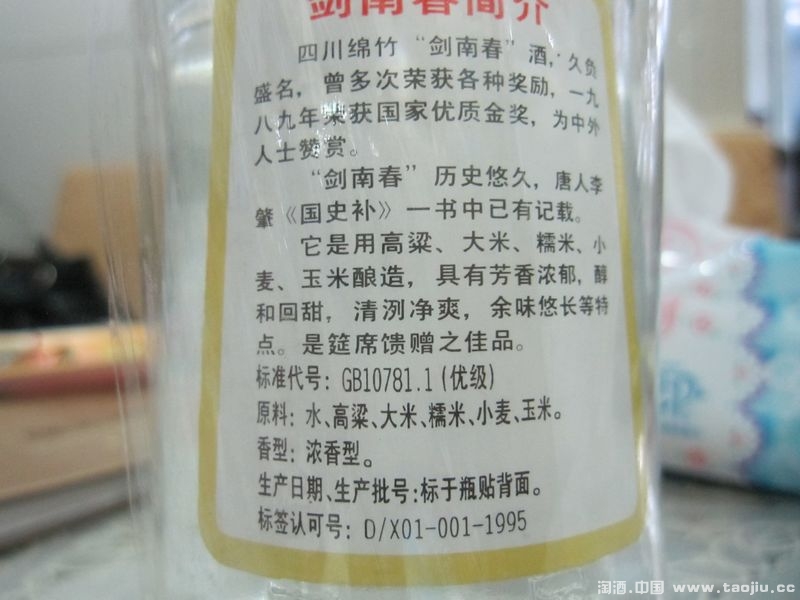 剑南春简介
四川绵竹“剑南春”酒，久负
盛名，曾多次荣获各种奖励，一九
八九年荣获国家优质金奖，为中外
人士赞赏。
“剑南春”历史悠久，唐人李
肇《国史补》一书中已有记载。
它是用高粱、大米、糯米、小
麦、玉米酿造，具有芳香浓郁，醇
和回甜，清洌净爽，余味悠长等特
点。是筵席馈赠之佳品。
标准代号：GB10781.1(优级)
原料：水、高粱、大米、糯米、小麦、玉米。
香型：浓香型。
生产日期、生产批号：标于瓶贴背面。
标签认可号：D/X01-001-1995
淘酒.中国 www.taojiu.cc